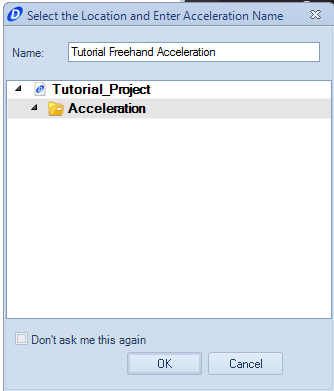 Select the Location and Enter Acceleration Name
Name: Tutorial Freehand Acceleration
Tutorial_Project
Acceleration
Don't ask me this again
OK Cancel